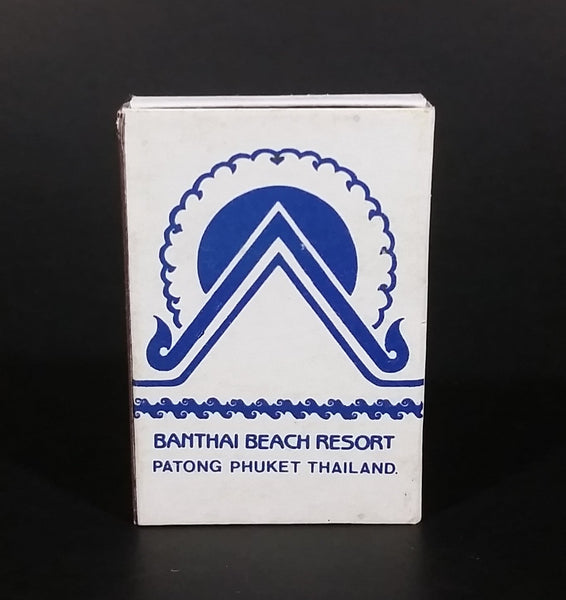 BANTHAI BEACH RESORT
PATONG PHUKET THAILAND.